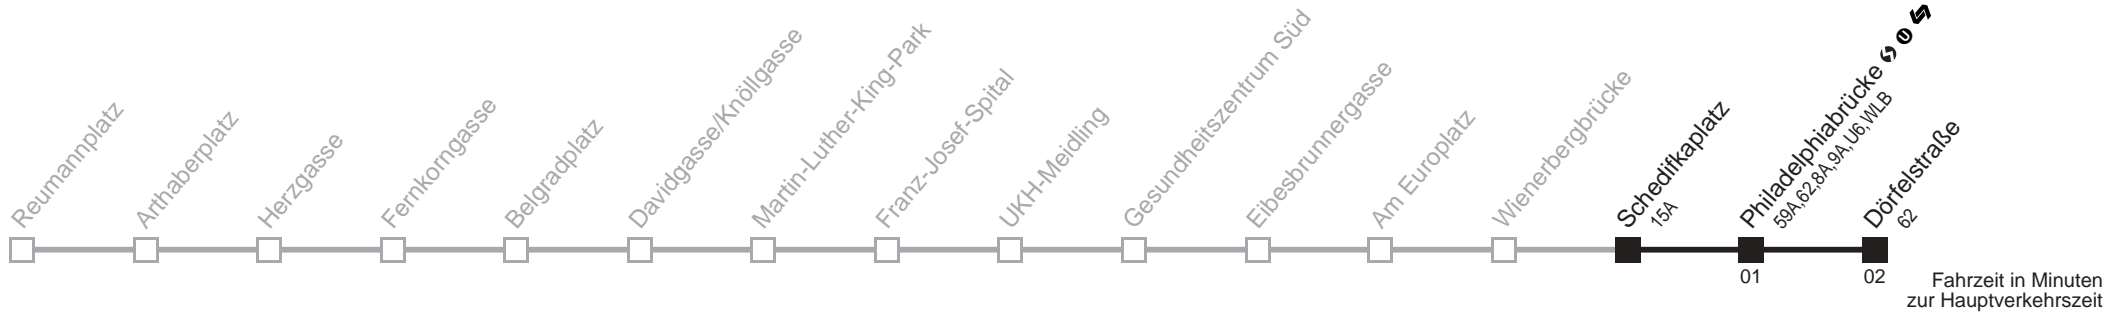 Reumannplatz
Arthaberplatz
Herzgasse
Fernkorngasse
Belgradplatz
Davidgasse/Knöllgasse
Martin-Luther-King-Park
Franz-Josef-Spital
UKH-Meidling
Gesundheitszentrum Süd
Eibesbrunnergasse
Am Europlatz
Wienerbergbrücke
Schedifkaplatz
15A
Philadelphiabrücke
59A,62,8A,9A,U6,WLB
U
Dörfelstraße
62
01
02
Fahrzeit in Minuten
zur Hauptverkehrszeit